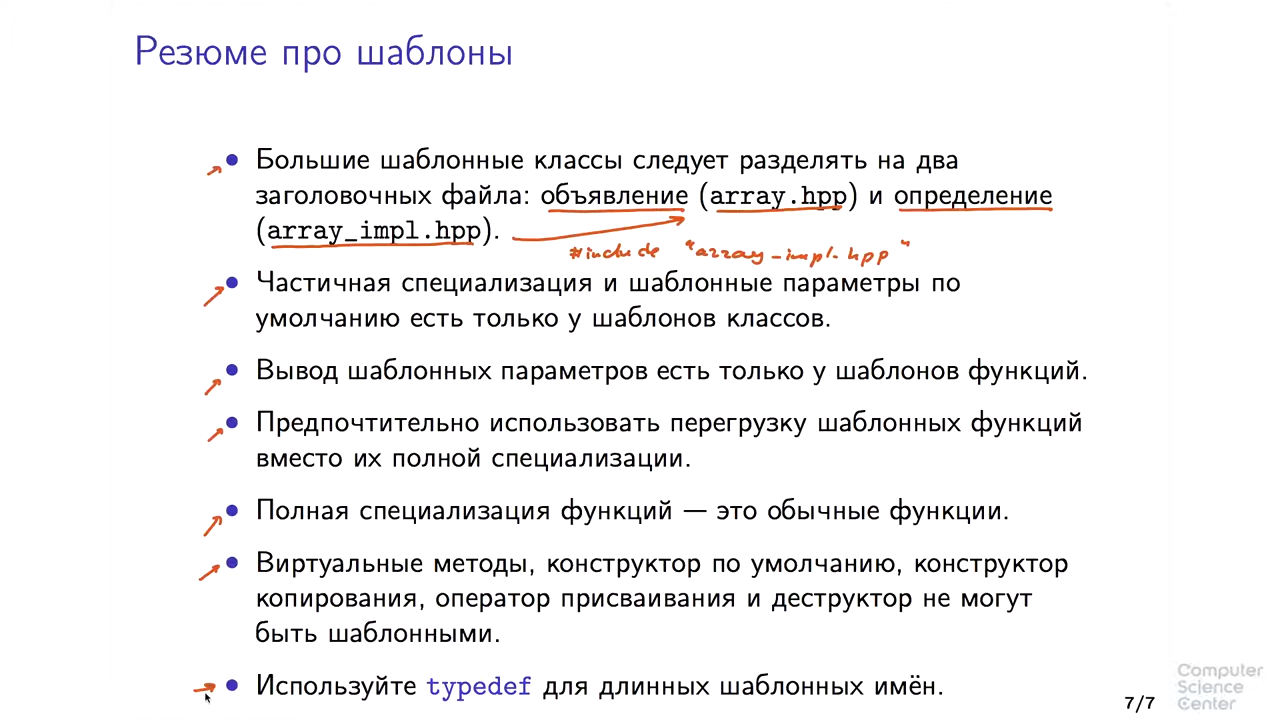 Резюме про шаблоны
Большие шаблонные классы следует разделять на два
заголовочных файла: объявление (array.hpp) и определение
(array_impl.hpp).
#include "array_impl.hpp"
Частичная специализация и шаблонные параметры по
умолчанию есть только у шаблонов классов.
Вывод шаблонных параметров есть только у шаблонов функций.
Предпочтительно использовать перегрузку шаблонных функций
вместо их полной специализации.
Полная специализация функций — это обычные функции.
Виртуальные методы, конструктор по умолчанию, конструктор
копирования, оператор присваивания и деструктор не могут
быть шаблонными.
Используйте typedef для длинных шаблонных имён.
7/7
Computer
Science
Center